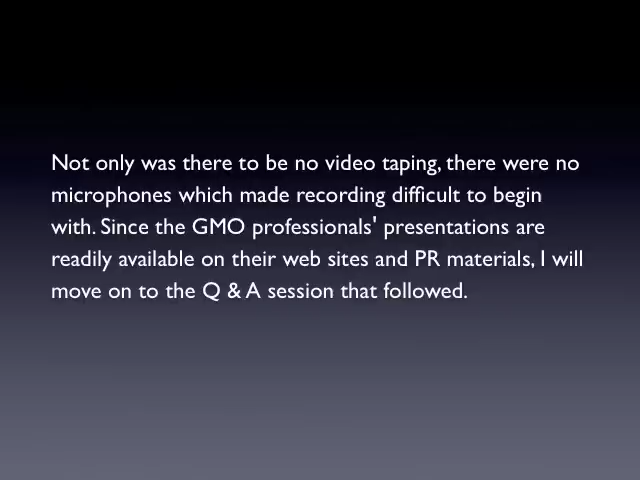 Not only was there to be no video taping, there were no
microphones which made recording difficult to begin
with. Since the GMO professionals' presentations are
readily available on their web sites and PR materials, I will
move on to the Q & A session that followed.